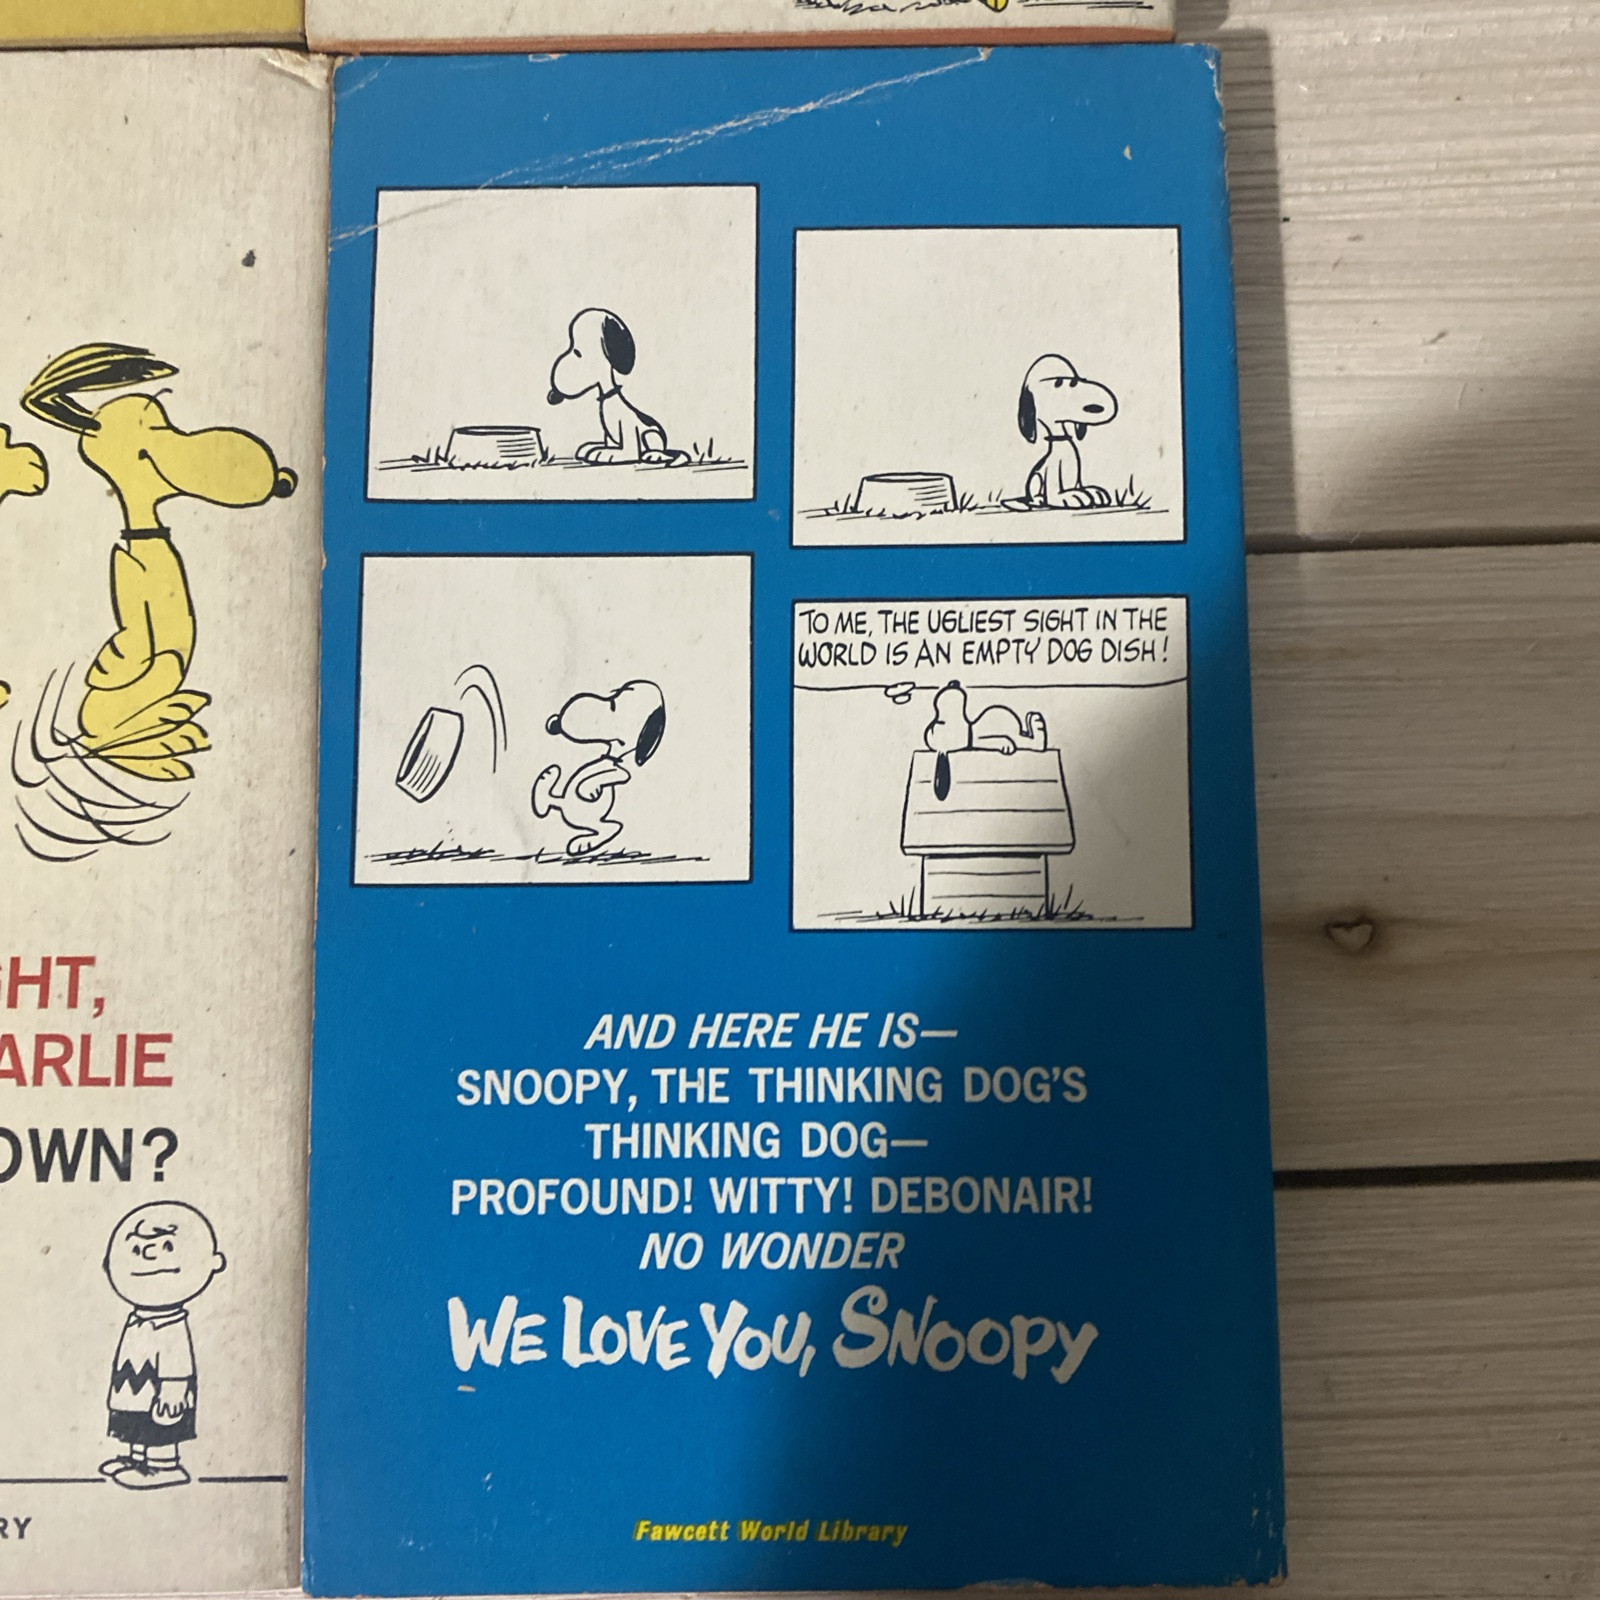 TO ME, THE UGLIEST SIGHT IN THE
WORLD IS AN EMPTY DOG DISH!
AND HERE HE IS—
SNOOPY, THE THINKING DOG'S
THINKING DOG—
PROFOUND! WITTY! DEBONAIR!
NO WONDER
WE LOVE YOU, SNOOPY
Fawcett World Library
GHT,
ARLIE
OWN?
RY